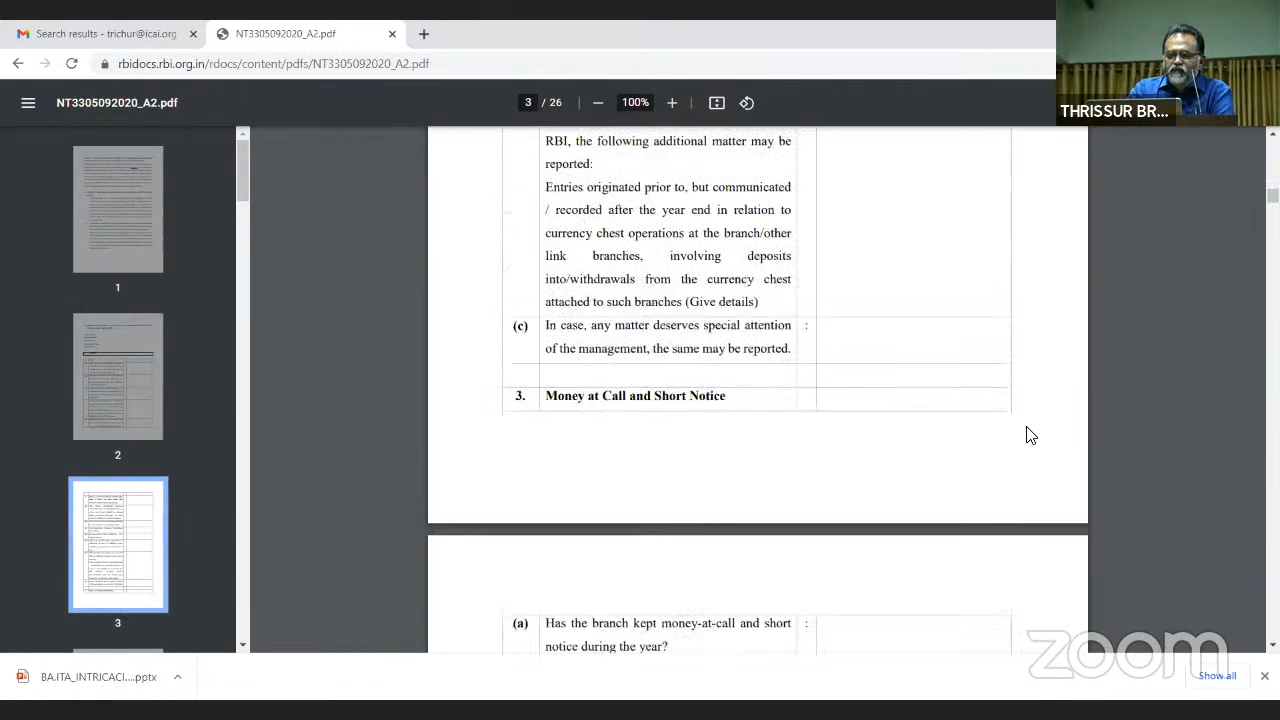 Search results - trichur@icai.org
NT3305092020_A2.pdf
rbidocs.rbi.org.in/rdocs/content/pdfs/NT3305092020_A2.pdf
NT3305092020_A2.pdf
3 / 26
100%
THRISSUR BR...
RBI, the following additional matter may be
reported:
Entries originated prior to, but communicated
/ recorded after the year end in relation to
currency chest operations at the branch/other
link branches, involving deposits
into/withdrawals from the currency chest
attached to such branches (Give details)
(c) In case, any matter deserves special attention :
of the management, the same may be reported.
3. Money at Call and Short Notice
(a) Has the branch kept money-at-call and short :
notice during the year?
1
2
3
zoom
BA.ITA_INTRICACI....pptx
Show all